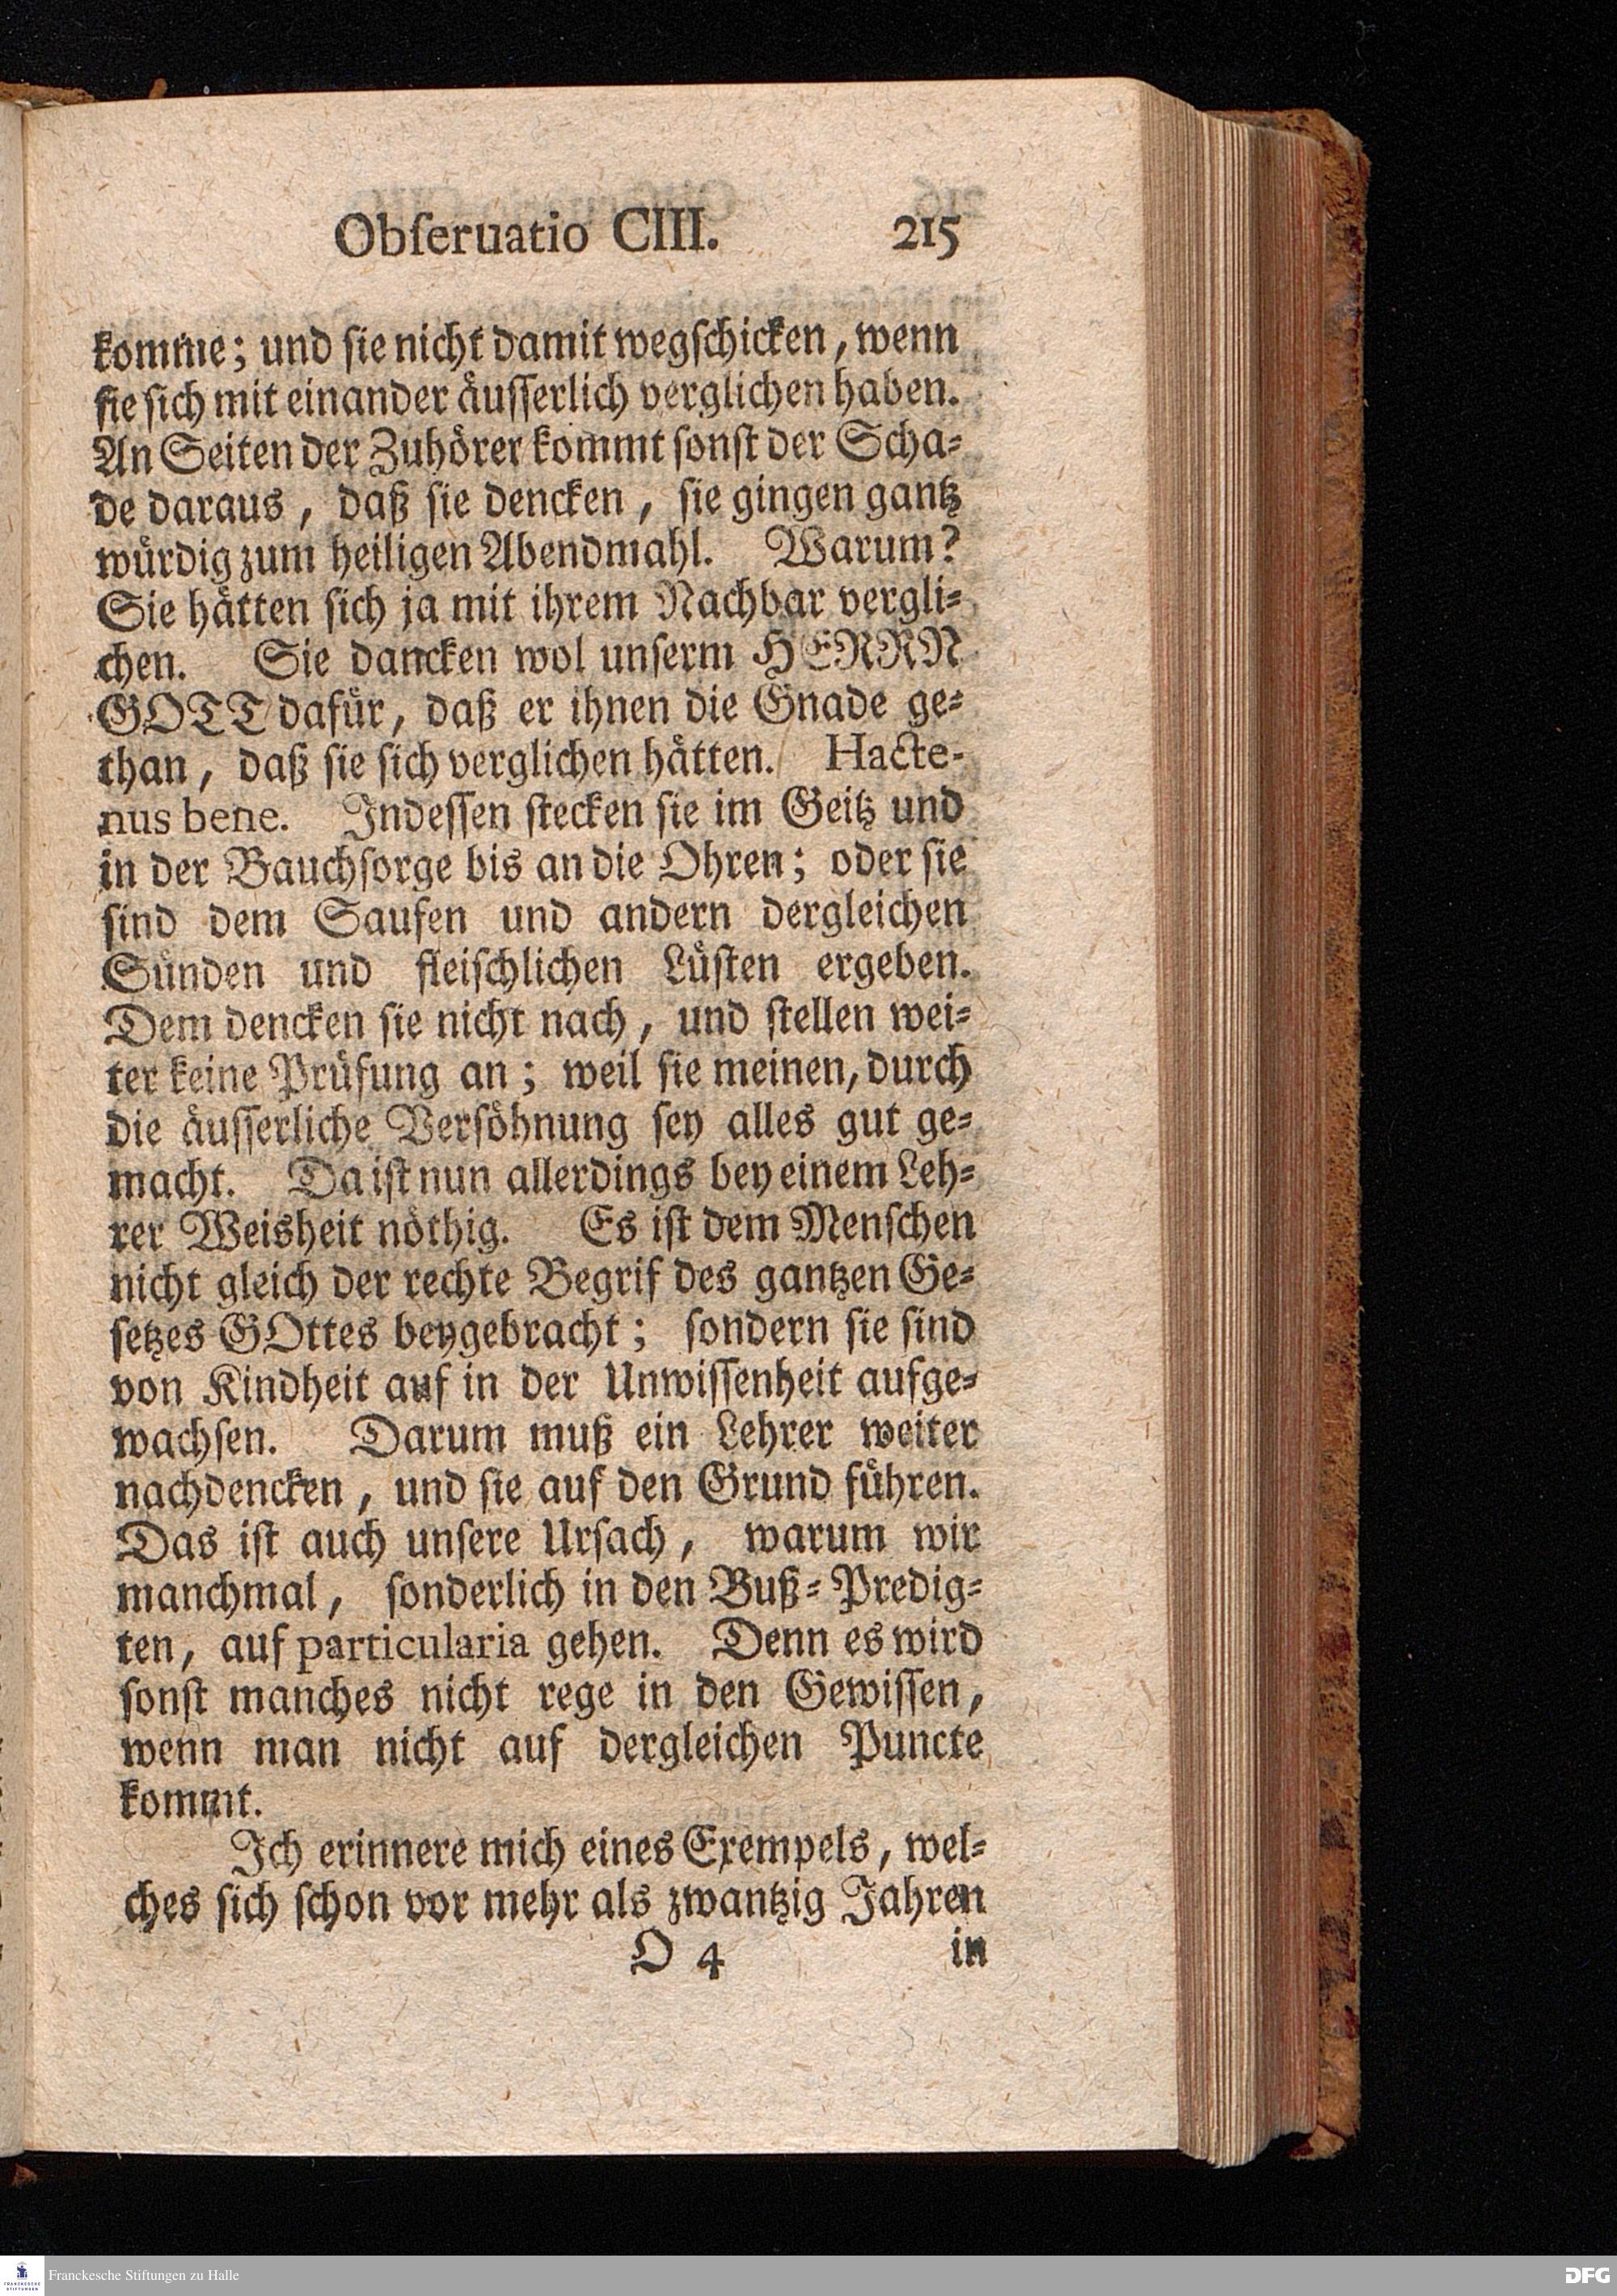 Obſeruatio CIII. 215
komme; und ſie nicht damit wegſchicken, wenn
ſie ſich mit einander äuſſerlich verglichen haben.
An Seiten der Zuhörer kommt ſonſt der Scha⸗
de daraus, daß ſie dencken, ſie gingen gantz
würdig zum heiligen Abendmahl. Warum?
Sie hätten ſich ja mit ihrem Nachbar vergli⸗
chen. Sie dancken wol unſerm HERRN
GOTT dafür, daß er ihnen die Gnade ge⸗
than, daß ſie ſich verglichen hätten. Hacte-
nus bene. Indeſſen ſtecken ſie im Geitz und
in der Bauchſorge bis an die Ohren; oder ſie
ſind dem Saufen und andern dergleichen
Sünden und fleiſchlichen Lüſten ergeben.
Dem dencken ſie nicht nach, und ſtellen wei⸗
ter keine Prüfung an; weil ſie meinen, durch
die äuſſerliche Verſöhnung ſey alles gut ge⸗
macht. Da iſt nun allerdings bey einem Leh⸗
rer Weisheit nöthig. Es iſt dem Menſchen
nicht gleich der rechte Begrif des gantzen Ge⸗
ſetzes GOttes beygebracht; ſondern ſie ſind
von Kindheit auf in der Unwiſſenheit aufge⸗
wachſen. Darum muß ein Lehrer weiter
nachdencken, und ſie auf den Grund führen.
Das iſt auch unſere Urſach, warum wir
manchmal, ſonderlich in den Buß⸗Predig⸗
ten, auf particularia gehen. Denn es wird
ſonſt manches nicht rege in den Gewiſſen,
wenn man nicht auf dergleichen Puncte
kommt.
Ich erinnere mich eines Exempels, wel⸗
ches ſich ſchon vor mehr als zwantzig Jahren
O 4 in
FRANCKESCHE STIFTUNGEN
Franckesche Stiftungen zu Halle
DFG